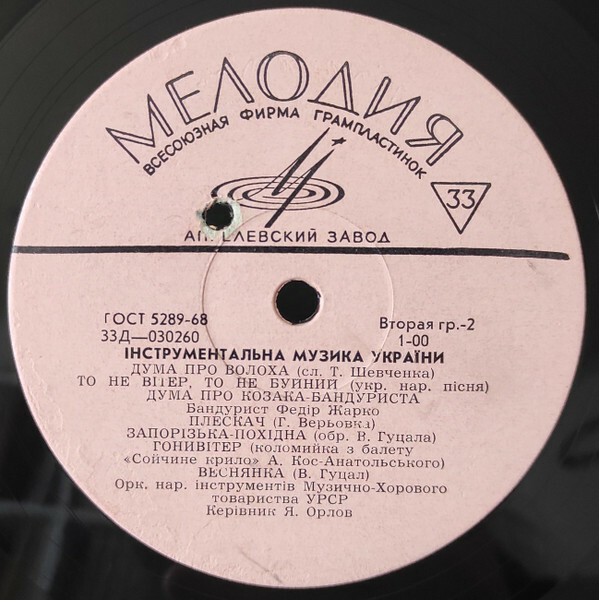 МЕЛОДИЯ
ВСЕСОЮЗНАЯ ФИРМА ГРАМПЛАСТИНОК
33
ЗАВОД
ГОСТ 5289-68
Вторая гр.-2
33Д—030260
1-00
ІНСТРУМЕНТАЛЬНА МУЗИКА УКРАЇНИ
ДУМА ПРО ВОЛОХА (сл. Т. Шевченка)
ТО НЕ ВІТЕР, ТО НЕ БУЙНИЙ (укр. нар. пісня)
ДУМА ПРО КОЗАКА-БАНДУРИСТА
Бандурист Федір Жарко
ПЛЕСКАЧ (Г. Верьовка)
ЗАПОРІЗЬКА-ПОХІДНА (обр. В. Гуцала)
ГОНИВІТЕР (коломийка з балету
«Сойчине крило» А. Кос-Анатольського)
ВЕСНЯНКА (В. Гуцал)
Орк. нар. інструментів Музично-Хорового
товариства УРСР
Керівник Я. Орлов